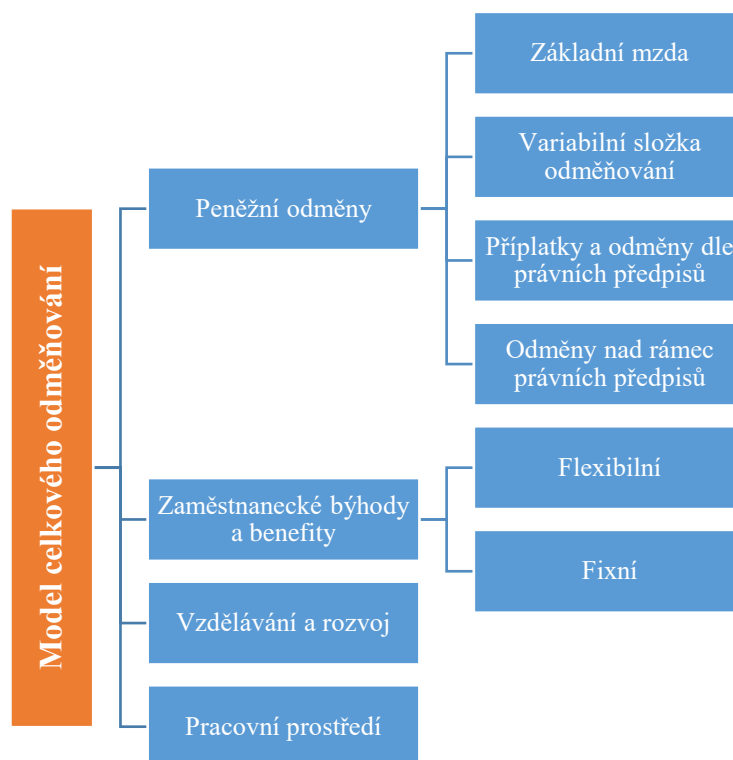 Model celkového odměňování
Peněžní odměny
Základní mzda
Variabilní složka
odměňování
Příplatky a odměny dle
právních předpisů
Odměny nad rámec
právních předpisů
Zaměstnanecké býhody
a benefity
Flexibilní
Fixní
Vzdělávání a rozvoj
Pracovní prostředí